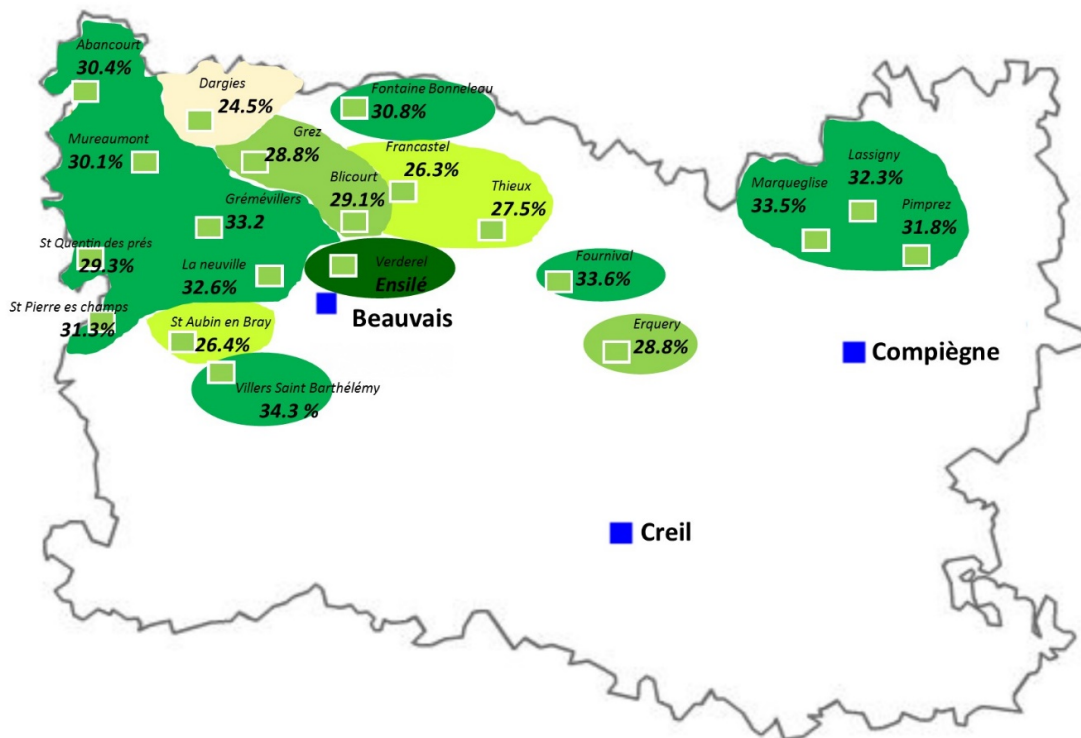 Abancourt
30.4%
Dargies
24.5%
Fontaine Bonneleau
30.8%
Mureaumont
30.1%
Grez
28.8%
Francastel
26.3%
Blicourt
29.1%
Thieux
27.5%
Lassigny
32.3%
Marqueglise
33.5%
Pimprez
31.8%
Grémévillers
33.2
St Quentin des prés
29.3%
La neuville
32.6%
Verderel
Ensilé
Fournival
33.6%
St Pierre es champs
31.3%
St Aubin en Bray
26.4%
Beauvais
Erquery
28.8%
Compiègne
Villers Saint Barthélémy
34.3 %
Creil